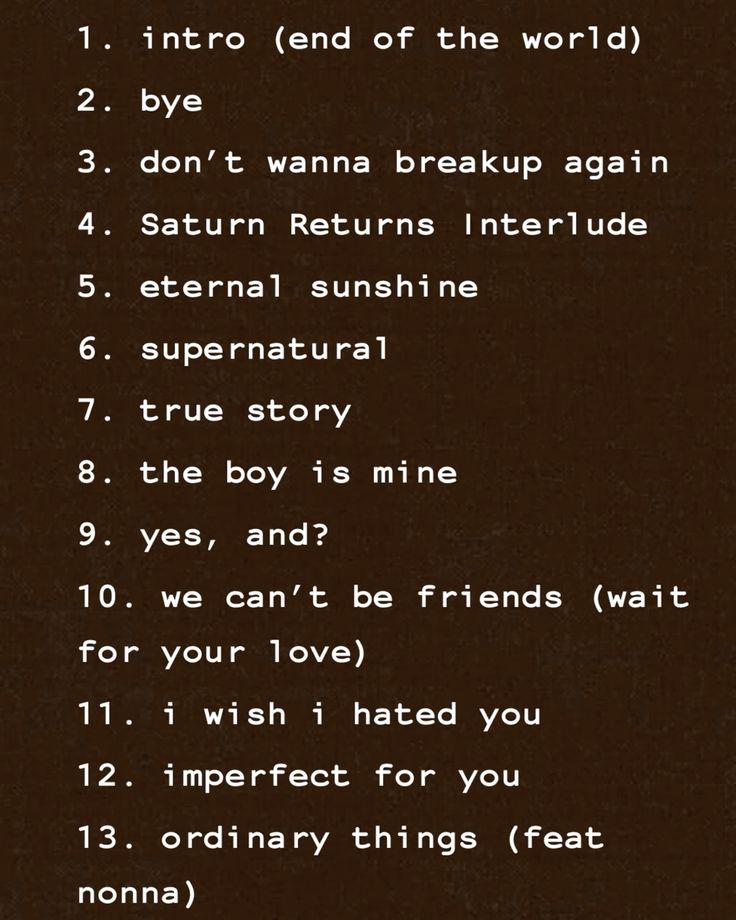 1. intro (end of the world)
2. bye
3. don’t wanna breakup again
4. Saturn Returns Interlude
5. eternal sunshine
6. supernatural
7. true story
8. the boy is mine
9. yes, and?
10. we can’t be friends (wait
for your love)
11. i wish i hated you
12. imperfect for you
13. ordinary things (feat
nonna)